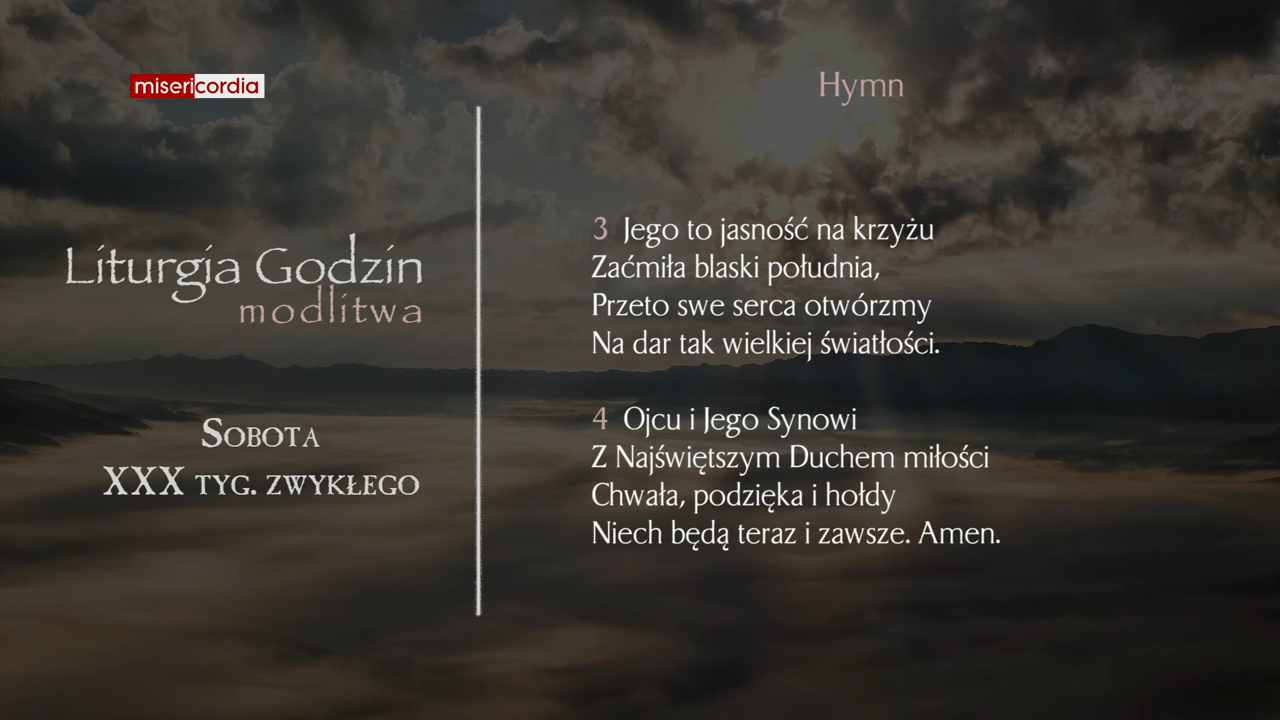 misericordia
Liturgia Godzin
modlitwa
Sobota
XXX tyg. zwykłego
Hymn
3 Jego to jasność na krzyżu
Zaćmiła blaski południa,
Przeto swe serca otwórzmy
Na dar tak wielkiej światłości.
4 Ojcu i Jego Synowi
Z Najświętszym Duchem miłości
Chwała, podzięka i hołdy
Niech będą teraz i zawsze. Amen.